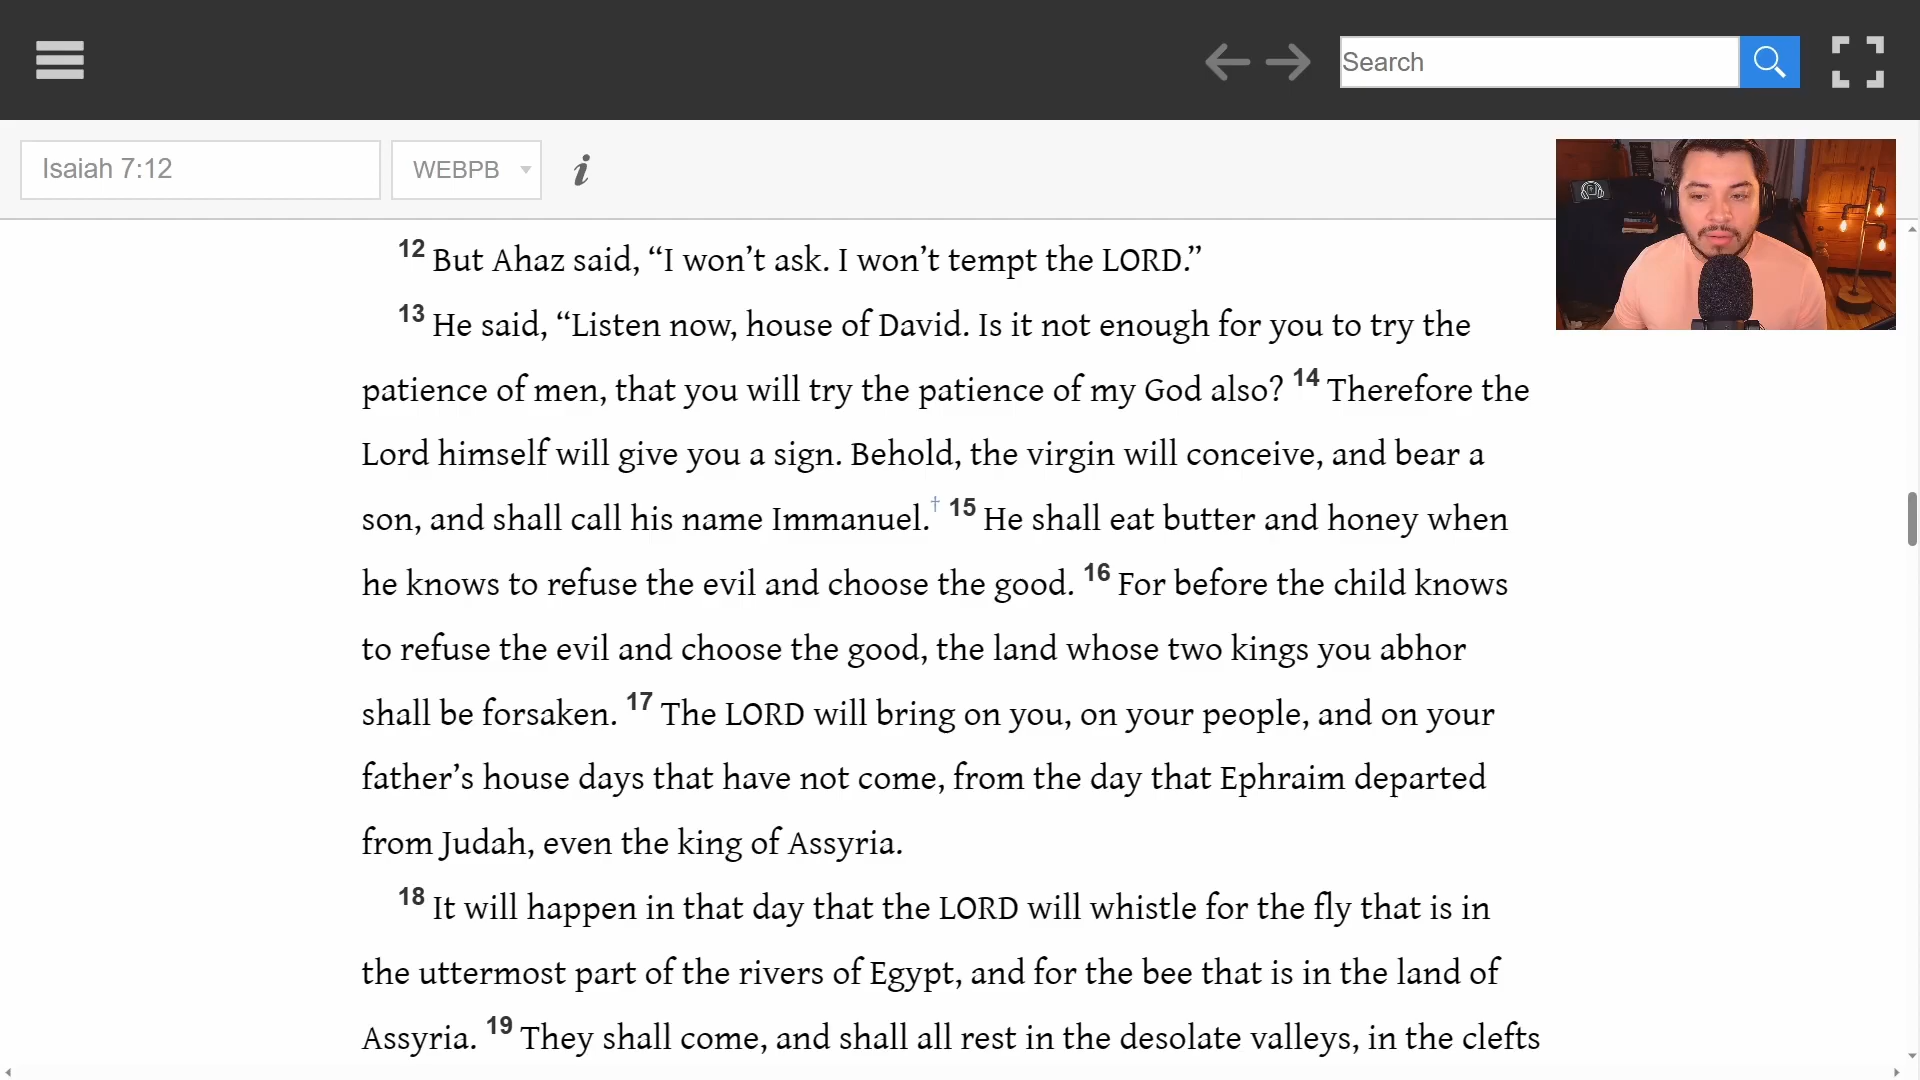 Search
Isaiah 7:12
WEBPB
i
12 But Ahaz said, “I won’t ask. I won’t tempt the LORD.”
13 He said, “Listen now, house of David. Is it not enough for you to try the
patience of men, that you will try the patience of my God also? 14 Therefore the
Lord himself will give you a sign. Behold, the virgin will conceive, and bear a
son, and shall call his name Immanuel.† 15 He shall eat butter and honey when
he knows to refuse the evil and choose the good. 16 For before the child knows
to refuse the evil and choose the good, the land whose two kings you abhor
shall be forsaken. 17 The LORD will bring on you, on your people, and on your
father’s house days that have not come, from the day that Ephraim departed
from Judah, even the king of Assyria.
18 It will happen in that day that the LORD will whistle for the fly that is in
the uttermost part of the rivers of Egypt, and for the bee that is in the land of
Assyria. 19 They shall come, and shall all rest in the desolate valleys, in the clefts